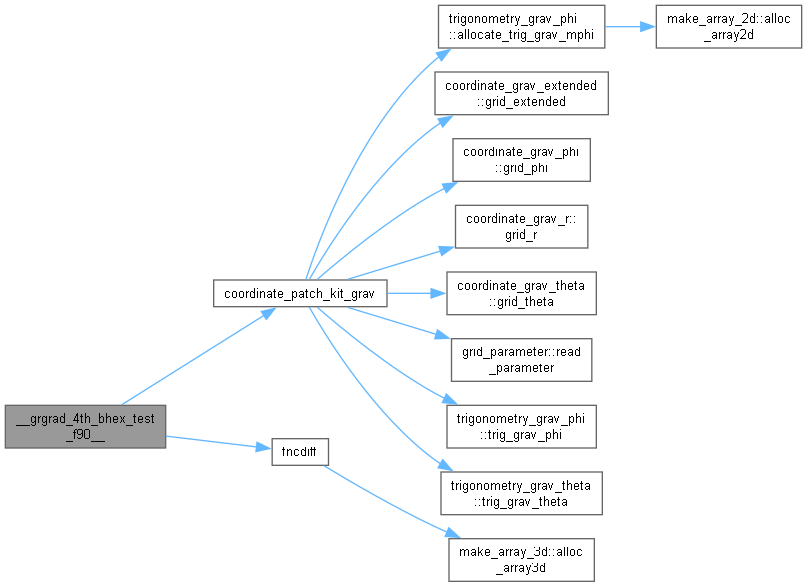 trigonometry_grav_phi
::allocate_trig_grav_mphi
make_array_2d::alloc
_array2d
coordinate_grav_extended
::grid_extended
coordinate_grav_phi
::grid_phi
coordinate_grav_r::
grid_r
coordinate_patch_kit_grav
coordinate_grav_theta
::grid_theta
grid_parameter::read
_parameter
__grgrad_4th_bhex_test
_f90__
trigonometry_grav_phi
::trig_grav_phi
fncdiff
trigonometry_grav_theta
::trig_grav_theta
make_array_3d::alloc
_array3d